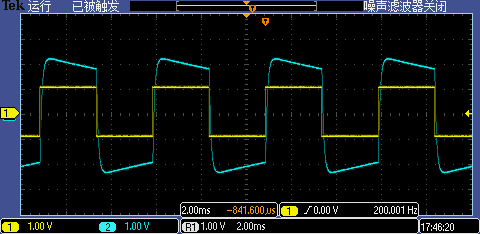 Tek 运行 已被触发 噪声滤波器关闭
T
T
1
2.00ms -841.600µs 1 / 0.00 V 200.001 Hz
1 1.00 V 2 1.00 V R1 1.00 V 2.00ms 17:46:20